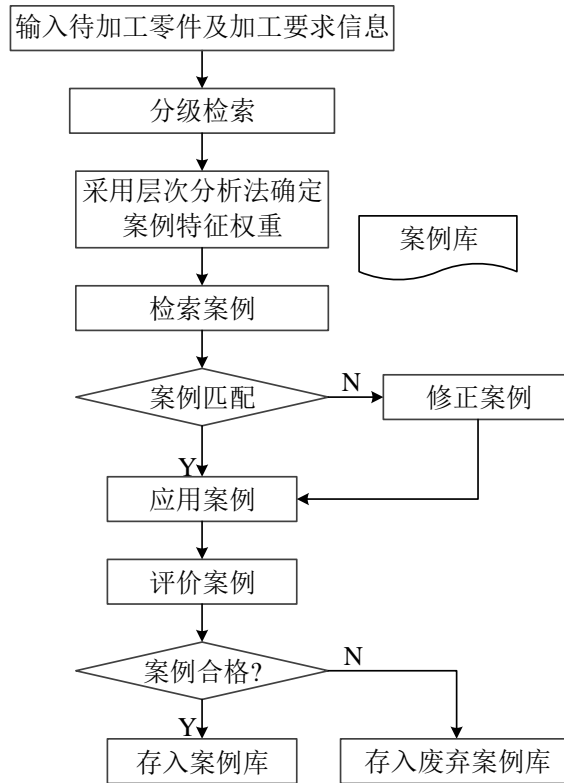 输入待加工零件及加工要求信息
分级检索
采用层次分析法确定
案例特征权重
案例库
检索案例
案例匹配
N
修正案例
Y
应用案例
评价案例
案例合格?
N
Y
存入案例库
存入废弃案例库